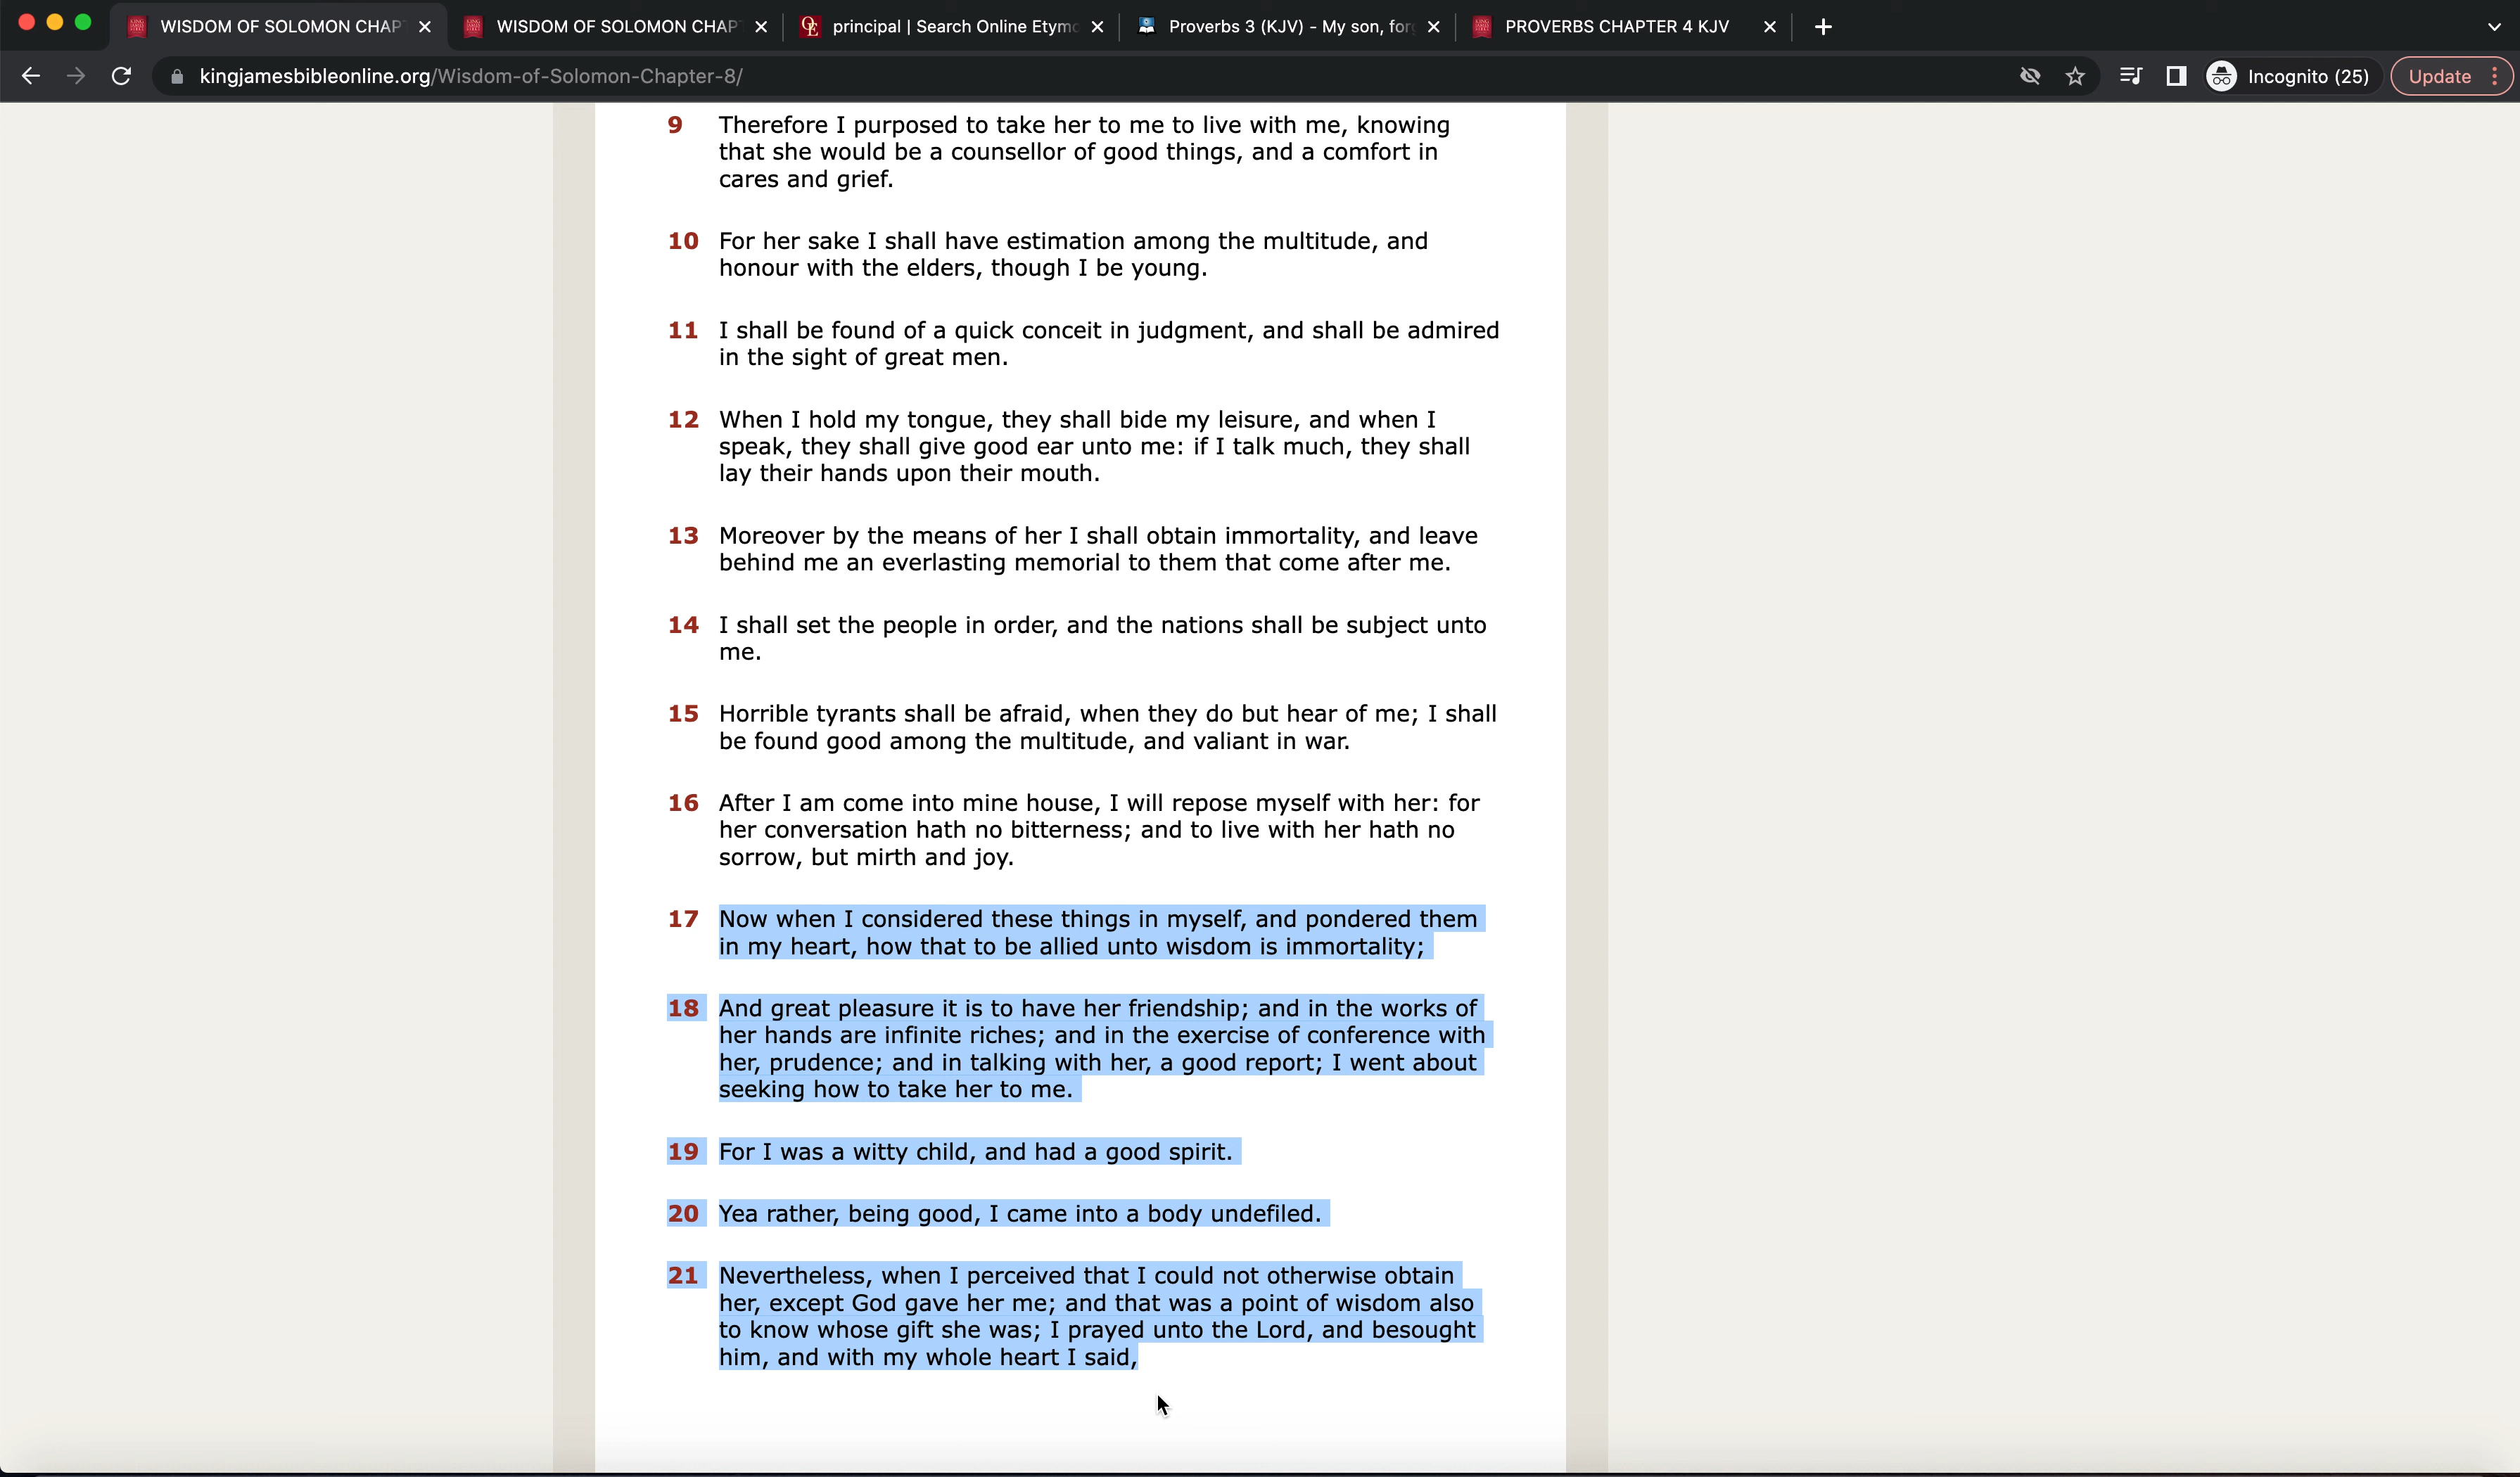 WISDOM OF SOLOMON CHAP
WISDOM OF SOLOMON CHAP
principal | Search Online Etymo
Proverbs 3 (KJV) - My son, for
PROVERBS CHAPTER 4 KJV
kingjamesbibleonline.org/Wisdom-of-Solomon-Chapter-8/
Incognito (25)
Update
9 Therefore I purposed to take her to me to live with me, knowing
that she would be a counsellor of good things, and a comfort in
cares and grief.
10 For her sake I shall have estimation among the multitude, and
honour with the elders, though I be young.
11 I shall be found of a quick conceit in judgment, and shall be admired
in the sight of great men.
12 When I hold my tongue, they shall bide my leisure, and when I
speak, they shall give good ear unto me: if I talk much, they shall
lay their hands upon their mouth.
13 Moreover by the means of her I shall obtain immortality, and leave
behind me an everlasting memorial to them that come after me.
14 I shall set the people in order, and the nations shall be subject unto
me.
15 Horrible tyrants shall be afraid, when they do but hear of me; I shall
be found good among the multitude, and valiant in war.
16 After I am come into mine house, I will repose myself with her: for
her conversation hath no bitterness; and to live with her hath no
sorrow, but mirth and joy.
17 Now when I considered these things in myself, and pondered them
in my heart, how that to be allied unto wisdom is immortality;
18 And great pleasure it is to have her friendship; and in the works of
her hands are infinite riches; and in the exercise of conference with
her, prudence; and in talking with her, a good report; I went about
seeking how to take her to me.
19 For I was a witty child, and had a good spirit.
20 Yea rather, being good, I came into a body undefiled.
21 Nevertheless, when I perceived that I could not otherwise obtain
her, except God gave her me; and that was a point of wisdom also
to know whose gift she was; I prayed unto the Lord, and besought
him, and with my whole heart I said,